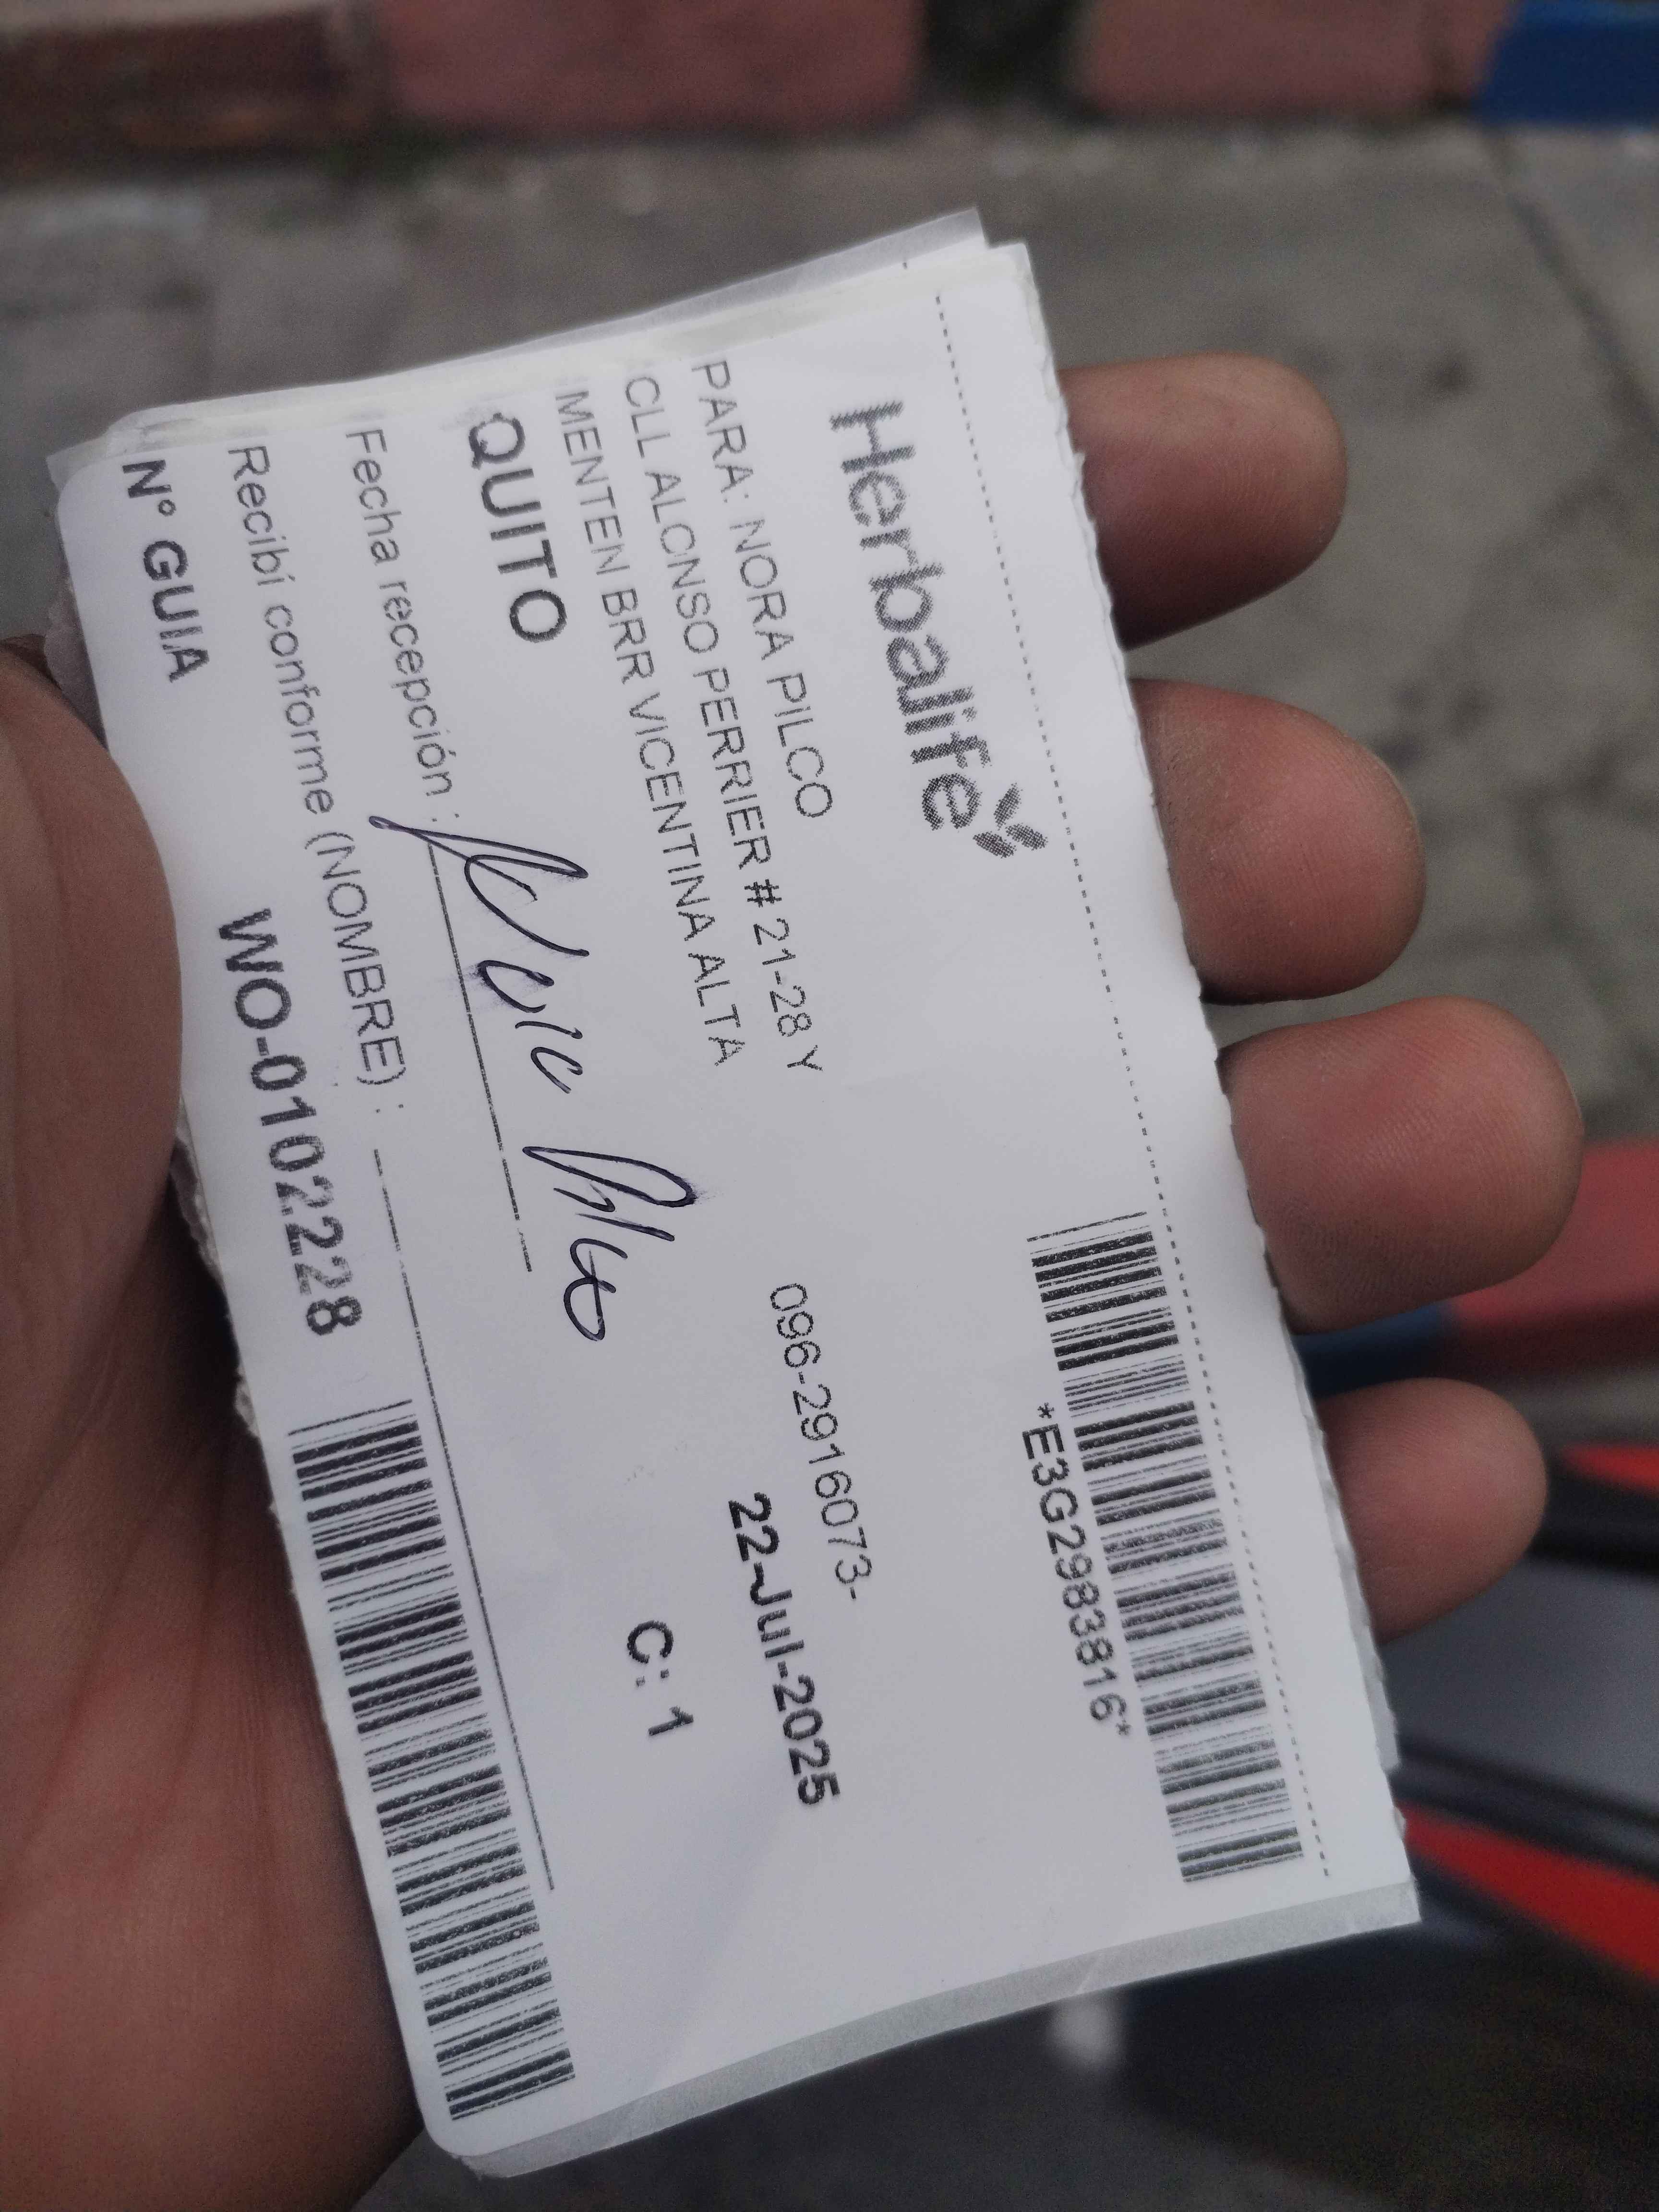 Herbalife
*E3G2983816*
PARA: NORA PILCO
096-2916073-
CLL ALONSO PERRIER # 21-28 Y
MENTEN BRR VICENTINA ALTA
22-Jul-2025
QUITO
C: 1
Fecha recepción :
Pilco
Recibí conforme (NOMBRE) :
N° GUIA WO-0102228